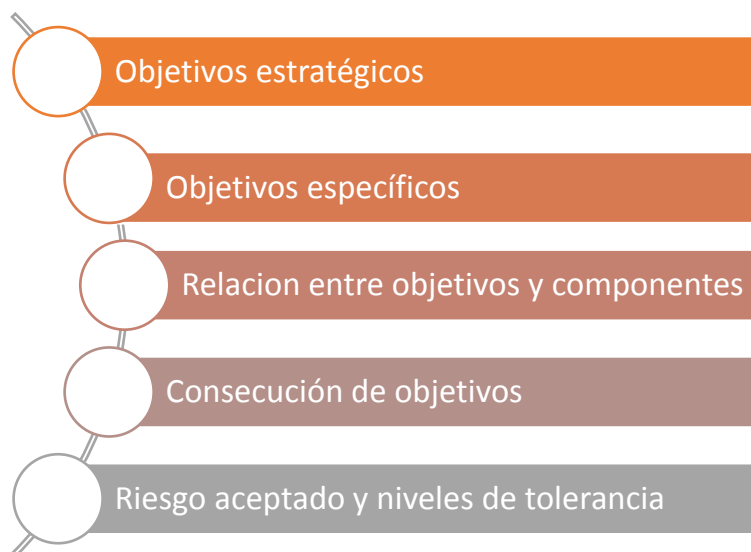 Objetivos estratégicos
Objetivos específicos
Relacion entre objetivos y componentes
Consecución de objetivos
Riesgo aceptado y niveles de tolerancia